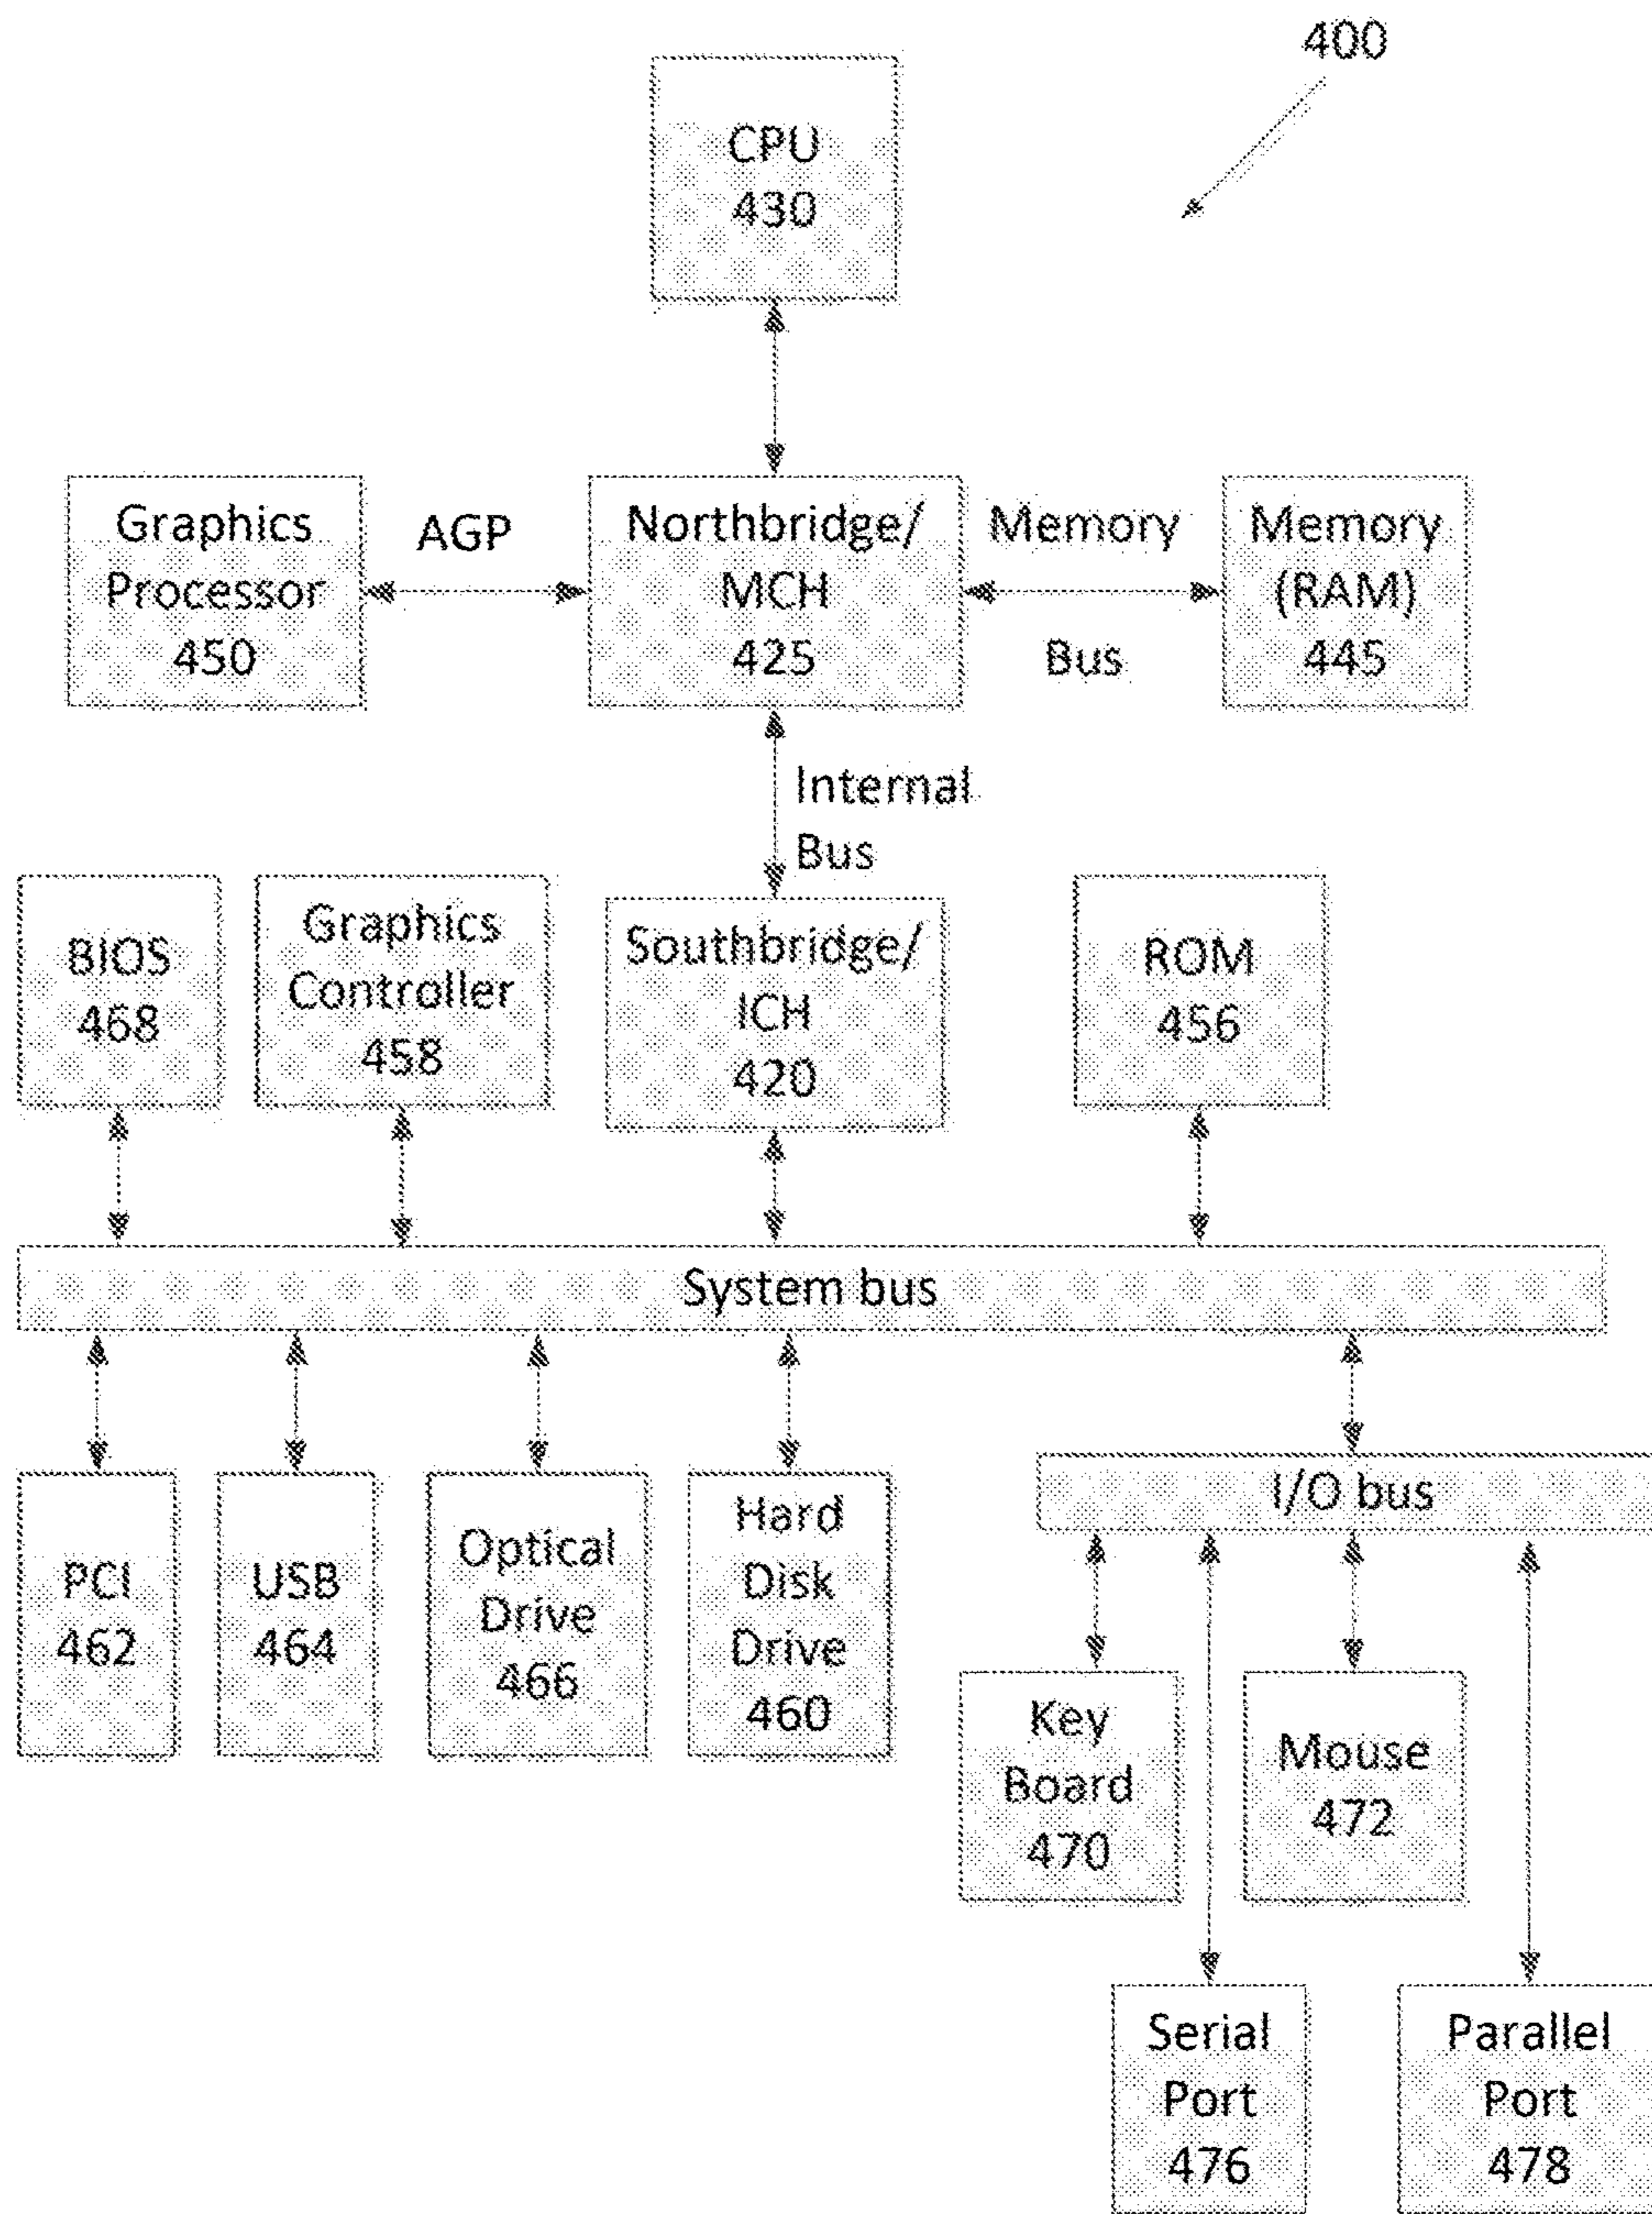 400
CPU
430
Graphics
Processor
450
AGP
Northbridge/
MCH
425
Memory
Bus
Memory
(RAM)
445
Internal
Bus
BIOS
468
Graphics
Controller
458
Southbridge/
ICH
420
ROM
456
System bus
PCI
462
USB
464
Optical
Drive
466
Hard
Disk
Drive
460
I/O bus
Key
Board
470
Mouse
472
Serial
Port
476
Parallel
Port
478